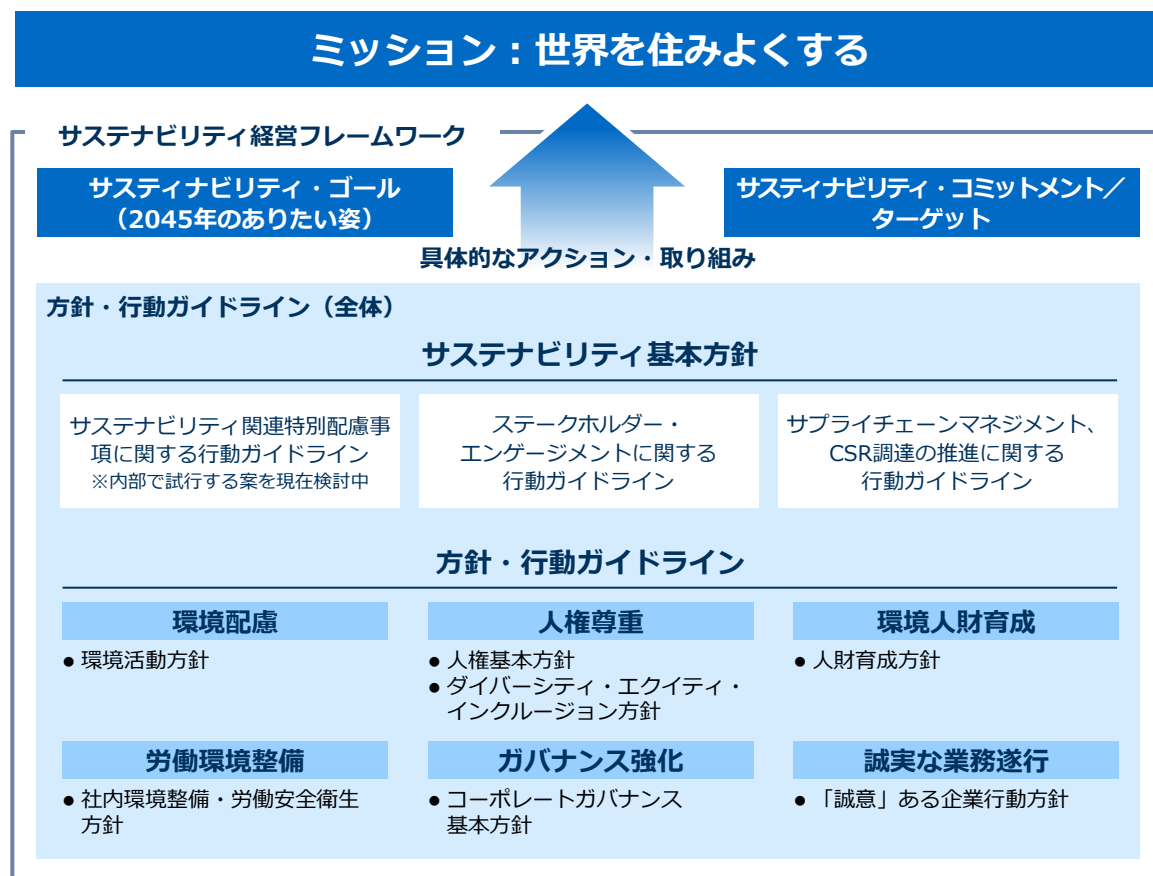 ミッション：世界を住みよくする
サステナビリティ経営フレームワーク
サスティナビリティ・ゴール
（2045年のありたい姿）
サスティナビリティ・コミットメント／
ターゲット
具体的なアクション・取り組み
方針・行動ガイドライン（全体）
サステナビリティ基本方針
サステナビリティ関連特別配慮事
項に関する行動ガイドライン
※内部で試行する案を現在検討中
ステークホルダー・
エンゲージメントに関する
行動ガイドライン
サプライチェーンマネジメント、
CSR調達の推進に関する
行動ガイドライン
方針・行動ガイドライン
環境配慮
● 環境活動方針
人権尊重
● 人権基本方針
● ダイバーシティ・エクイティ・
インクルージョン方針
環境人財育成
● 人財育成方針
労働環境整備
● 社内環境整備・労働安全衛生
方針
ガバナンス強化
● コーポレートガバナンス
基本方針
誠実な業務遂行
● 「誠意」ある企業行動方針